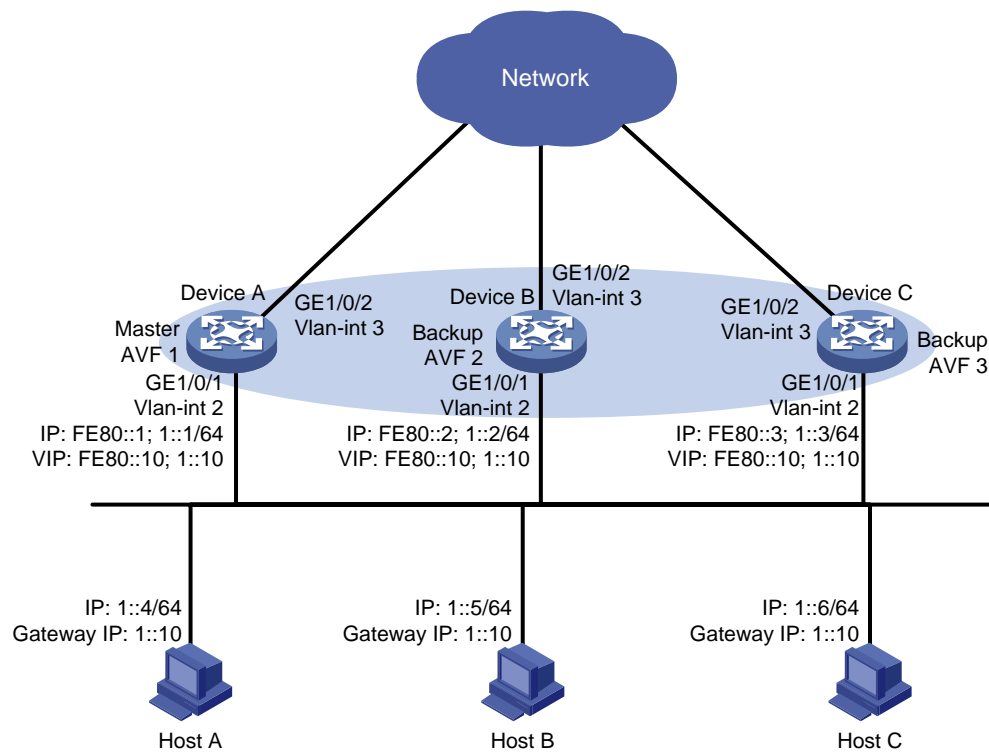 Network
Device A
GE1/0/2
Vlan-int 3
Master
AVF 1
GE1/0/1
Vlan-int 2
IP: FE80::1; 1::1/64
VIP: FE80::10; 1::10
GE1/0/2
Vlan-int 3
Device B
Backup
AVF 2
GE1/0/1
Vlan-int 2
IP: FE80::2; 1::2/64
VIP: FE80::10; 1::10
GE1/0/2
Vlan-int 3
Device C
Backup
AVF 3
GE1/0/1
Vlan-int 2
IP: FE80::3; 1::3/64
VIP: FE80::10; 1::10
IP: 1::4/64
Gateway IP: 1::10
Host A
IP: 1::5/64
Gateway IP: 1::10
Host B
IP: 1::6/64
Gateway IP: 1::10
Host C